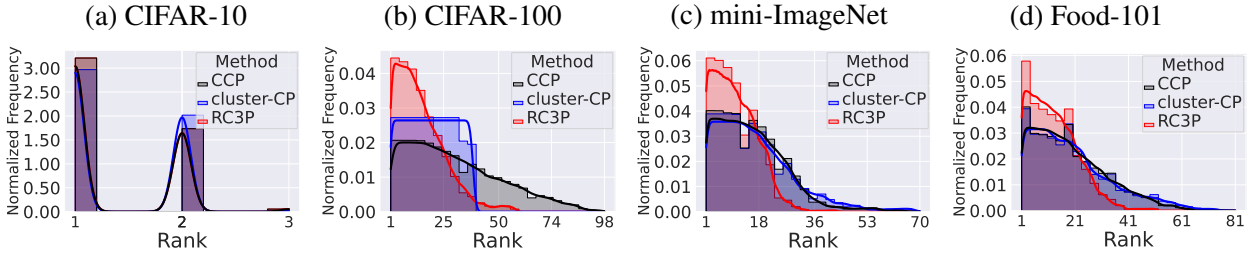 (a) CIFAR-10
Normalized Frequency
3.00
2.50
2.00
1.50
1.00
0.50
0.00
1
2
3
Rank
Method
CCP
cluster-CP
RC3P
(b) CIFAR-100
Normalized Frequency
0.04
0.03
0.02
0.01
0.00
1
25
50
74
98
Rank
Method
CCP
cluster-CP
RC3P
(c) mini-ImageNet
Normalized Frequency
0.06
0.05
0.04
0.03
0.02
0.01
0.00
1
18
36
53
70
Rank
Method
CCP
cluster-CP
RC3P
(d) Food-101
Normalized Frequency
0.06
0.05
0.04
0.03
0.02
0.01
0.00
1
21
41
61
81
Rank
Method
CCP
cluster-CP
RC3P